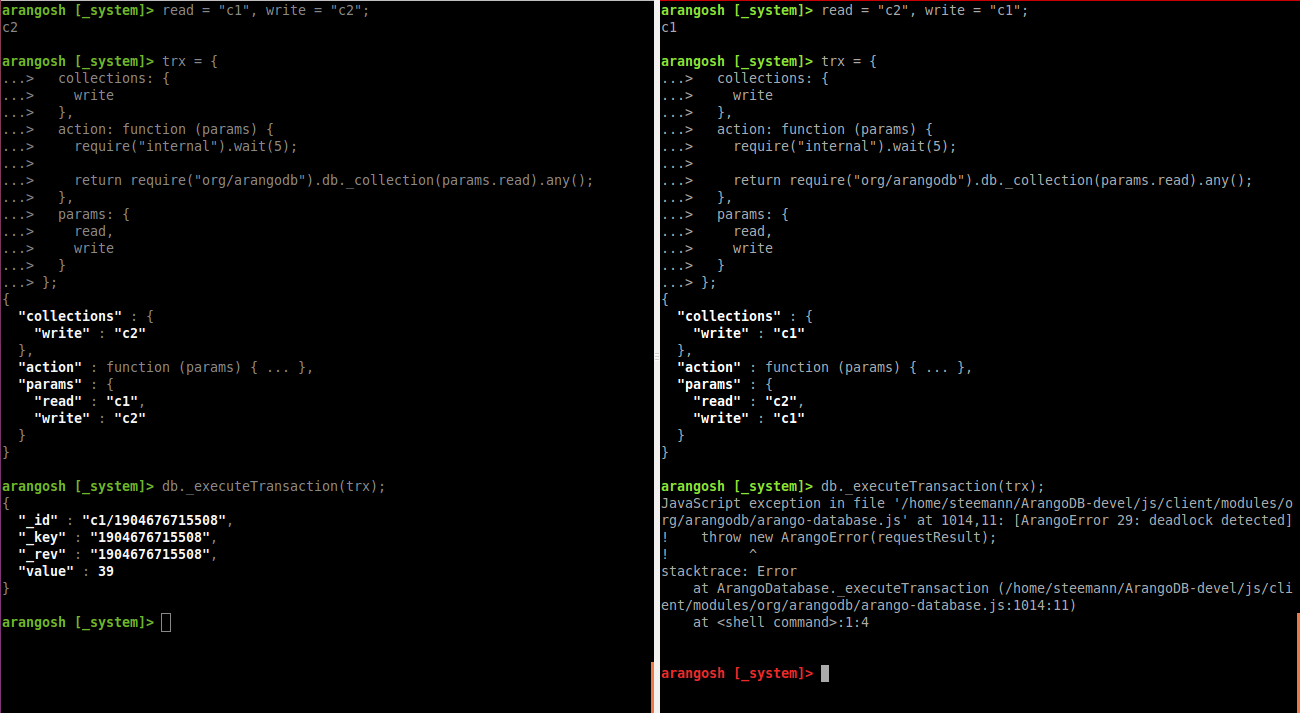 arangosh [_system]> read = "c1", write = "c2";
c2
arangosh [_system]> trx = {
...>   collections: {
...>     write
...>   },
...>   action: function (params) {
...>     require("internal").wait(5);
...>
...>     return require("org/arangodb").db._collection(params.read).any();
...>   },
...>   params: {
...>     read,
...>     write
...>   }
...> };
{
  "collections" : {
    "write" : "c2"
  },
  "action" : function (params) { ... },
  "params" : {
    "read" : "c1",
    "write" : "c2"
  }
}
arangosh [_system]> db._executeTransaction(trx);
{
  "_id" : "c1/1904676715508",
  "_key" : "1904676715508",
  "_rev" : "1904676715508",
  "value" : 39
}
arangosh [_system]>
arangosh [_system]> read = "c2", write = "c1";
c1
arangosh [_system]> trx = {
...>   collections: {
...>     write
...>   },
...>   action: function (params) {
...>     require("internal").wait(5);
...>
...>     return require("org/arangodb").db._collection(params.read).any();
...>   },
...>   params: {
...>     read,
...>     write
...>   }
...> };
{
  "collections" : {
    "write" : "c1"
  },
  "action" : function (params) { ... },
  "params" : {
    "read" : "c2",
    "write" : "c1"
  }
}
arangosh [_system]> db._executeTransaction(trx);
JavaScript exception in file '/home/steemann/ArangoDB-devel/js/client/modules/o
rg/arangodb/arango-database.js' at 1014,11: [ArangoError 29: deadlock detected]
!    throw new ArangoError(requestResult);
!          ^
stacktrace: Error
    at ArangoDatabase._executeTransaction (/home/steemann/ArangoDB-devel/js/cli
ent/modules/org/arangodb/arango-database.js:1014:11)
    at <shell command>:1:4
arangosh [_system]>